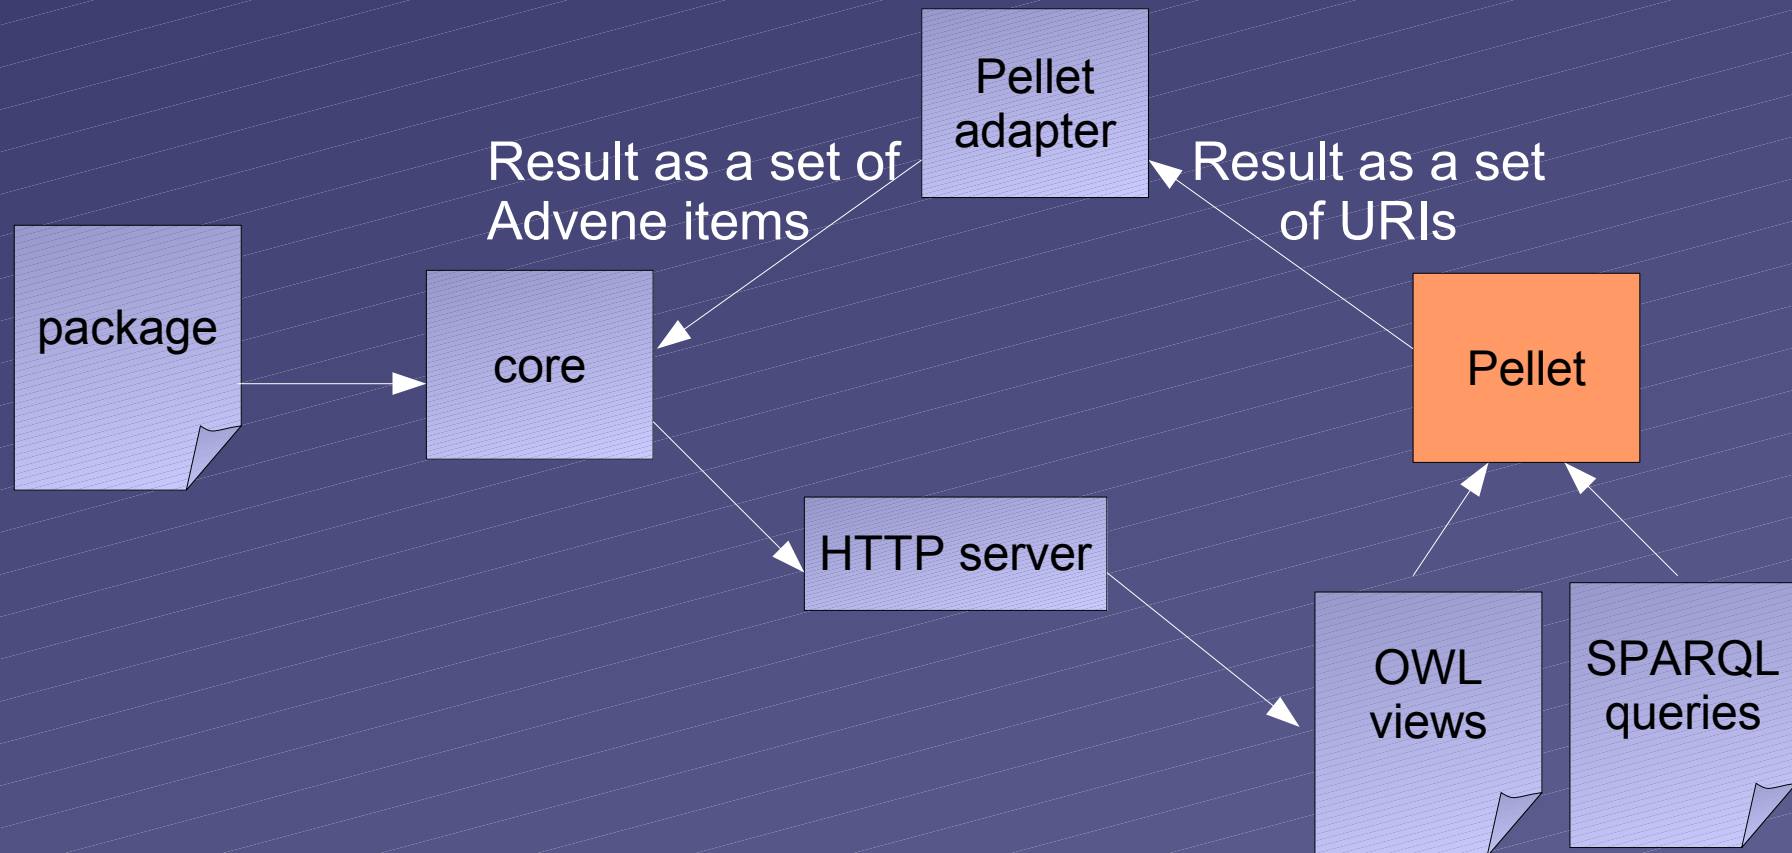 Pellet
adapter
Result as a set of
Advene items
Result as a set
of URIs
package
core
Pellet
HTTP server
OWL
views
SPARQL
queries